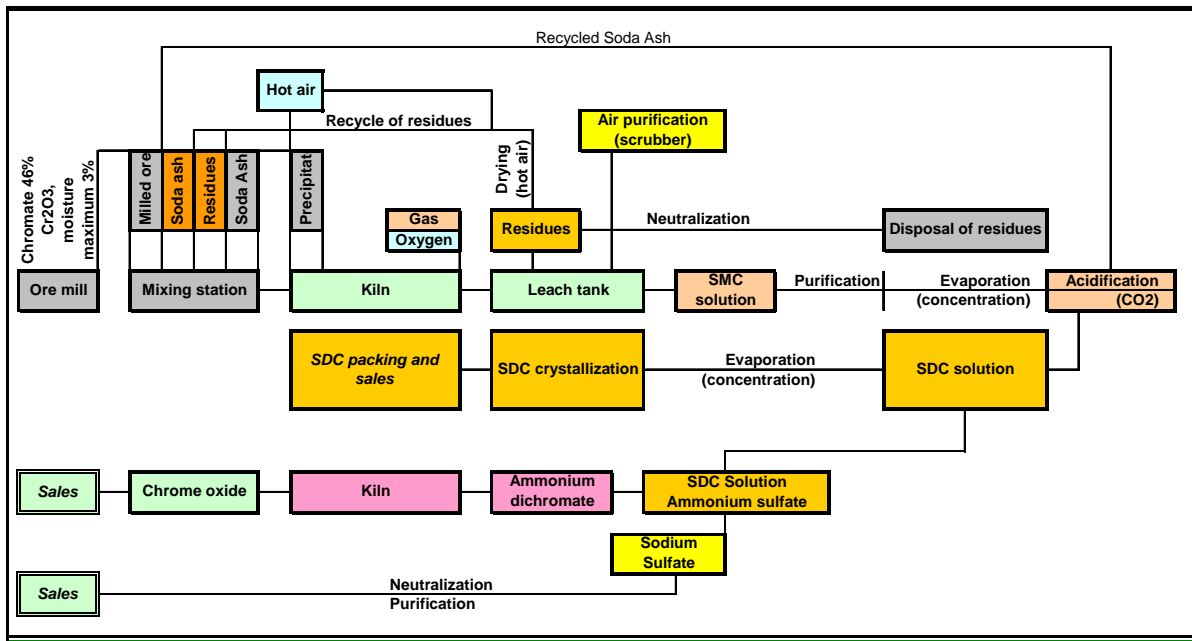 Recycled Soda Ash
Hot air
Recycle of residues
Air purification
(scrubber)
Chromate 46%
Cr2O3,
moisture
maximum 3%
Milled ore
Soda ash
Residues
Soda Ash
Precipitat
Drying
(hot air)
Gas
Oxygen
Residues
Neutralization
Disposal of residues
Ore mill
Mixing station
Kiln
Leach tank
SMC
solution
Purification
Evaporation
(concentration)
Acidification
(CO2)
SDC packing and
sales
SDC crystallization
Evaporation
(concentration)
SDC solution
Sales
Chrome oxide
Kiln
Ammonium
dichromate
SDC Solution
Ammonium sulfate
Sodium
Sulfate
Sales
Neutralization
Purification